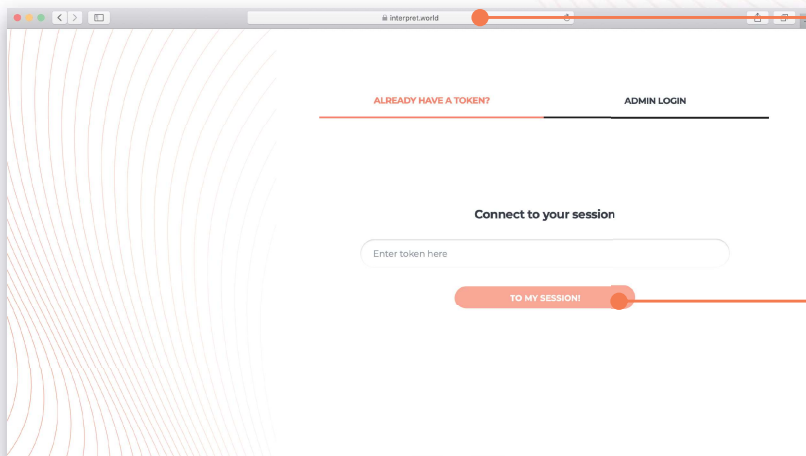 interpret.world
ALREADY HAVE A TOKEN? ADMIN LOGIN
Connect to your session
Enter token here
TO MY SESSION!